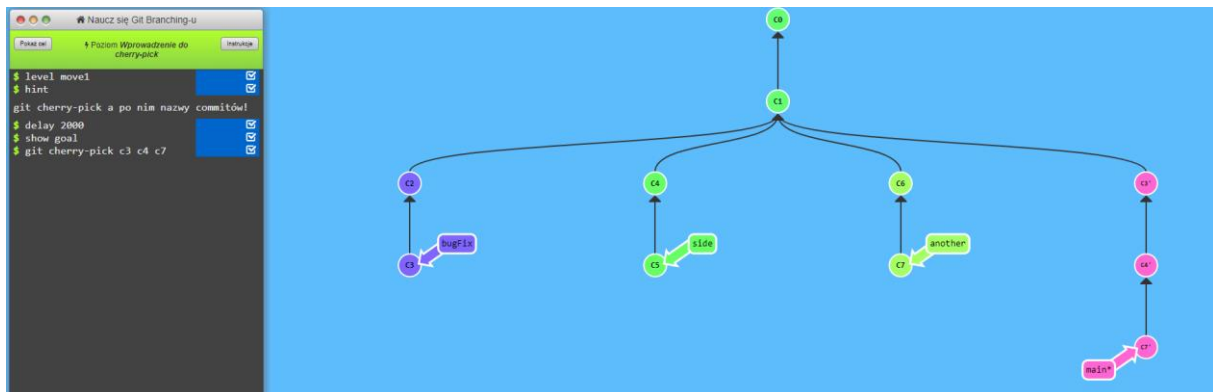 Naucz się Git Branching-u
Pokaż cel
Poziom Wprowadzenie do
cherry-pick
Instrukcje
$ level move1
$ hint
git cherry-pick a po nim nazwy commitów!
$ delay 2000
$ show goal
$ git cherry-pick c3 c4 c7
C0
C1
C2
C4
C6
C3'
bugFix
side
another
C3
C5
C7
C4'
main*
C7'